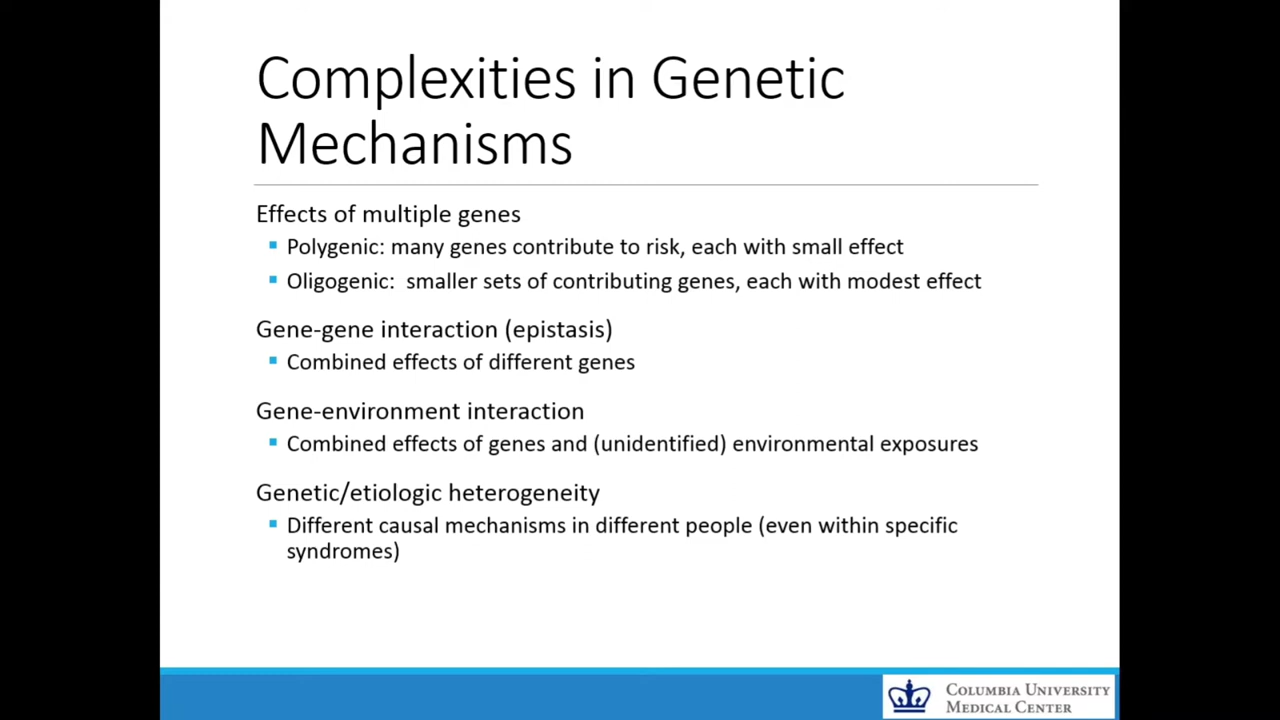 Complexities in Genetic
Mechanisms
Effects of multiple genes
▪ Polygenic: many genes contribute to risk, each with small effect
▪ Oligogenic:  smaller sets of contributing genes, each with modest effect
Gene-gene interaction (epistasis)
▪ Combined effects of different genes
Gene-environment interaction
▪ Combined effects of genes and (unidentified) environmental exposures
Genetic/etiologic heterogeneity
▪ Different causal mechanisms in different people (even within specific
syndromes)
COLUMBIA UNIVERSITY
MEDICAL CENTER